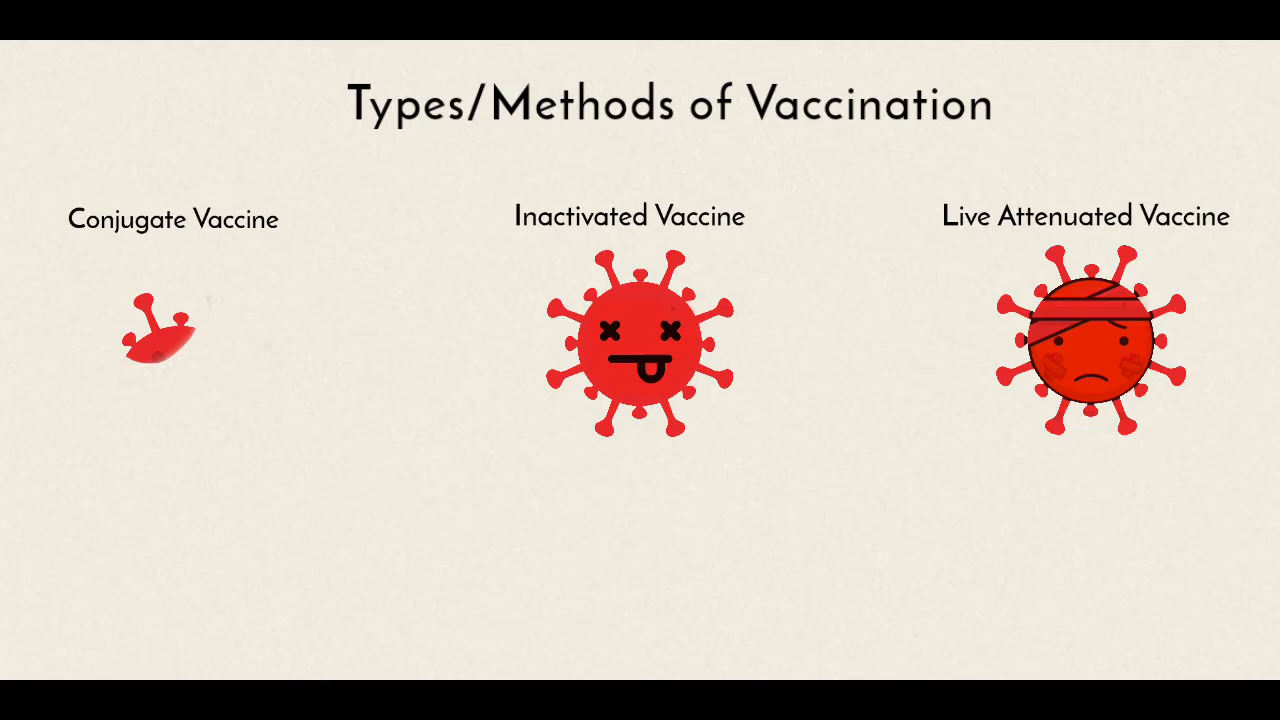 Types/Methods of Vaccination
Conjugate Vaccine
Inactivated Vaccine
Live Attenuated Vaccine